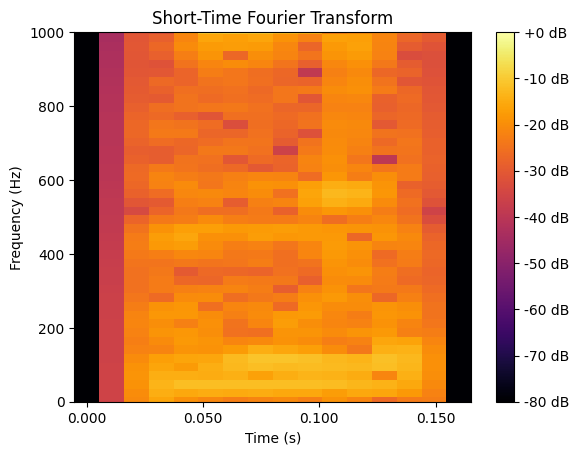 Short-Time Fourier Transform
1000
800
600
400
200
0
Frequency (Hz)
0.000
0.050
0.100
0.150
Time (s)
+0 dB
-10 dB
-20 dB
-30 dB
-40 dB
-50 dB
-60 dB
-70 dB
-80 dB